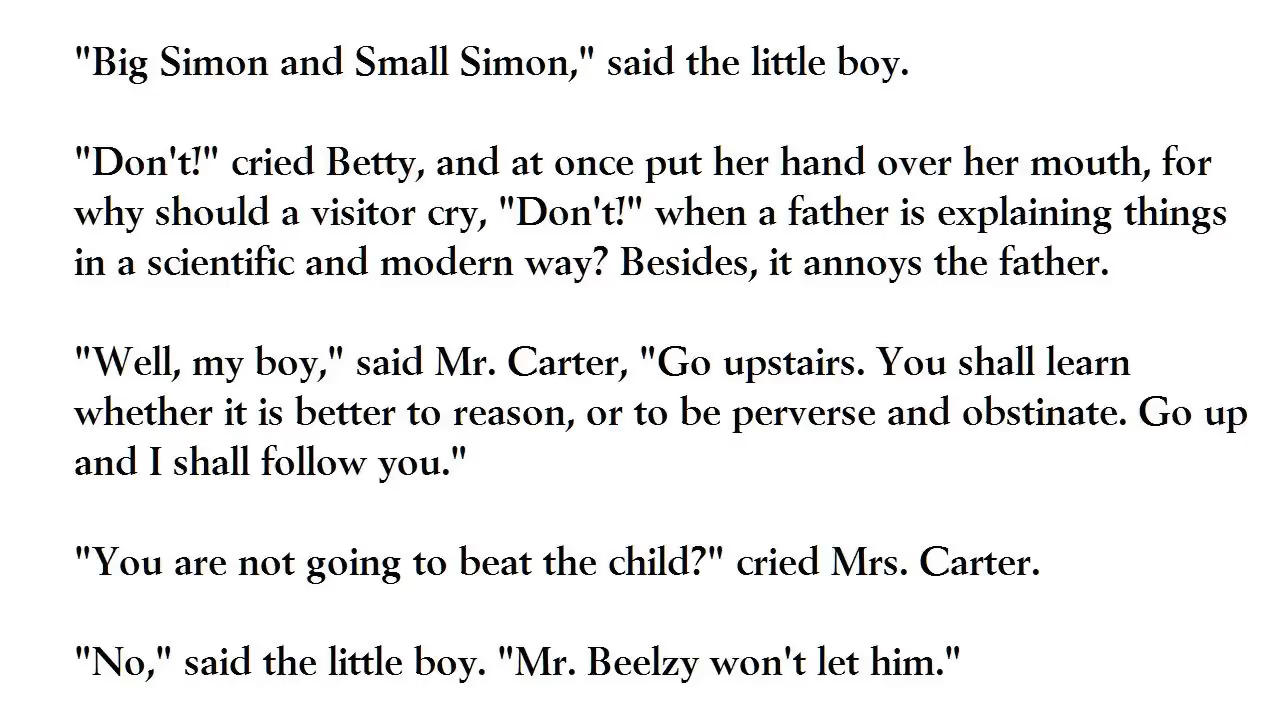 "Big Simon and Small Simon," said the little boy.
"Don't!" cried Betty, and at once put her hand over her mouth, for
why should a visitor cry, "Don't!" when a father is explaining things
in a scientific and modern way? Besides, it annoys the father.
"Well, my boy," said Mr. Carter, "Go upstairs. You shall learn
whether it is better to reason, or to be perverse and obstinate. Go up
and I shall follow you."
"You are not going to beat the child?" cried Mrs. Carter.
"No," said the little boy. "Mr. Beelzy won't let him."